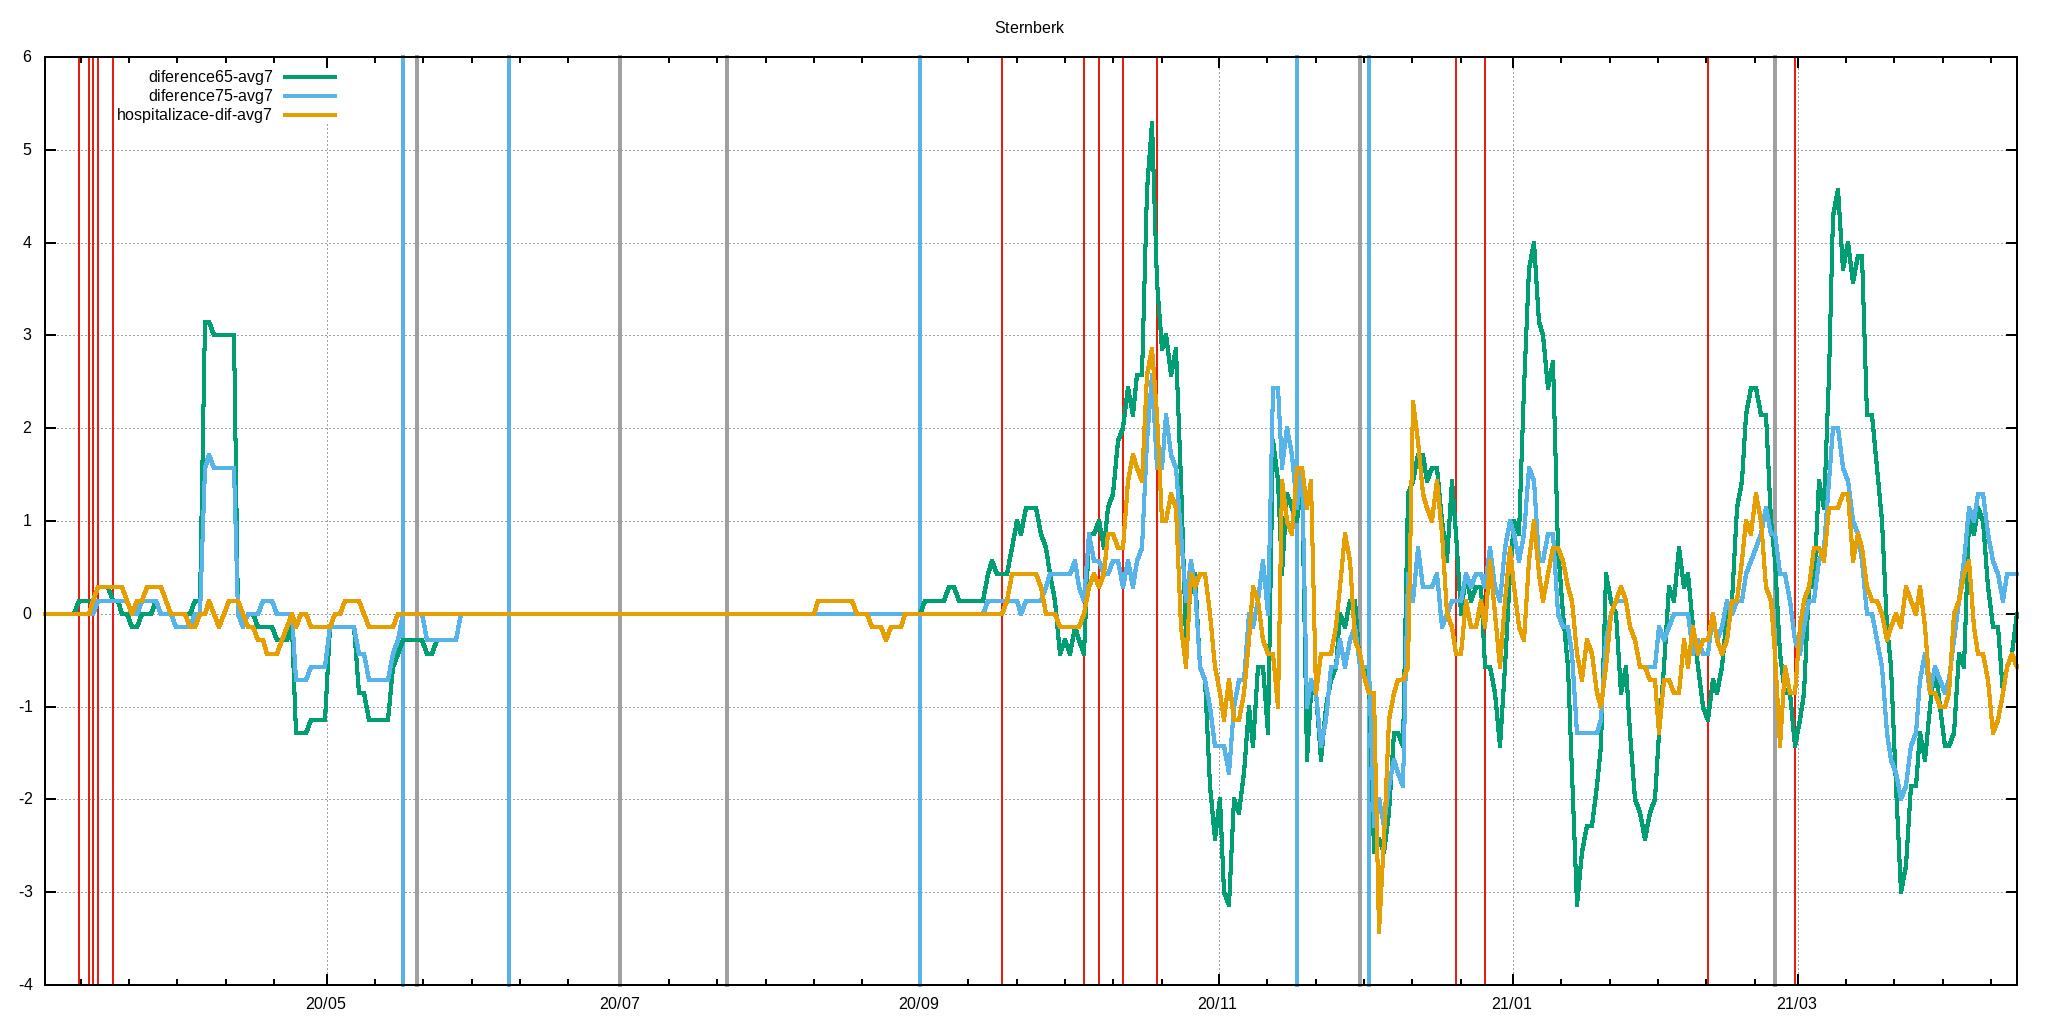 Sternberk
diference65-avg7
diference75-avg7
hospitalizace-dif-avg7
6
5
4
3
2
1
0
-1
-2
-3
-4
20/05 20/07 20/09 20/11 21/01 21/03